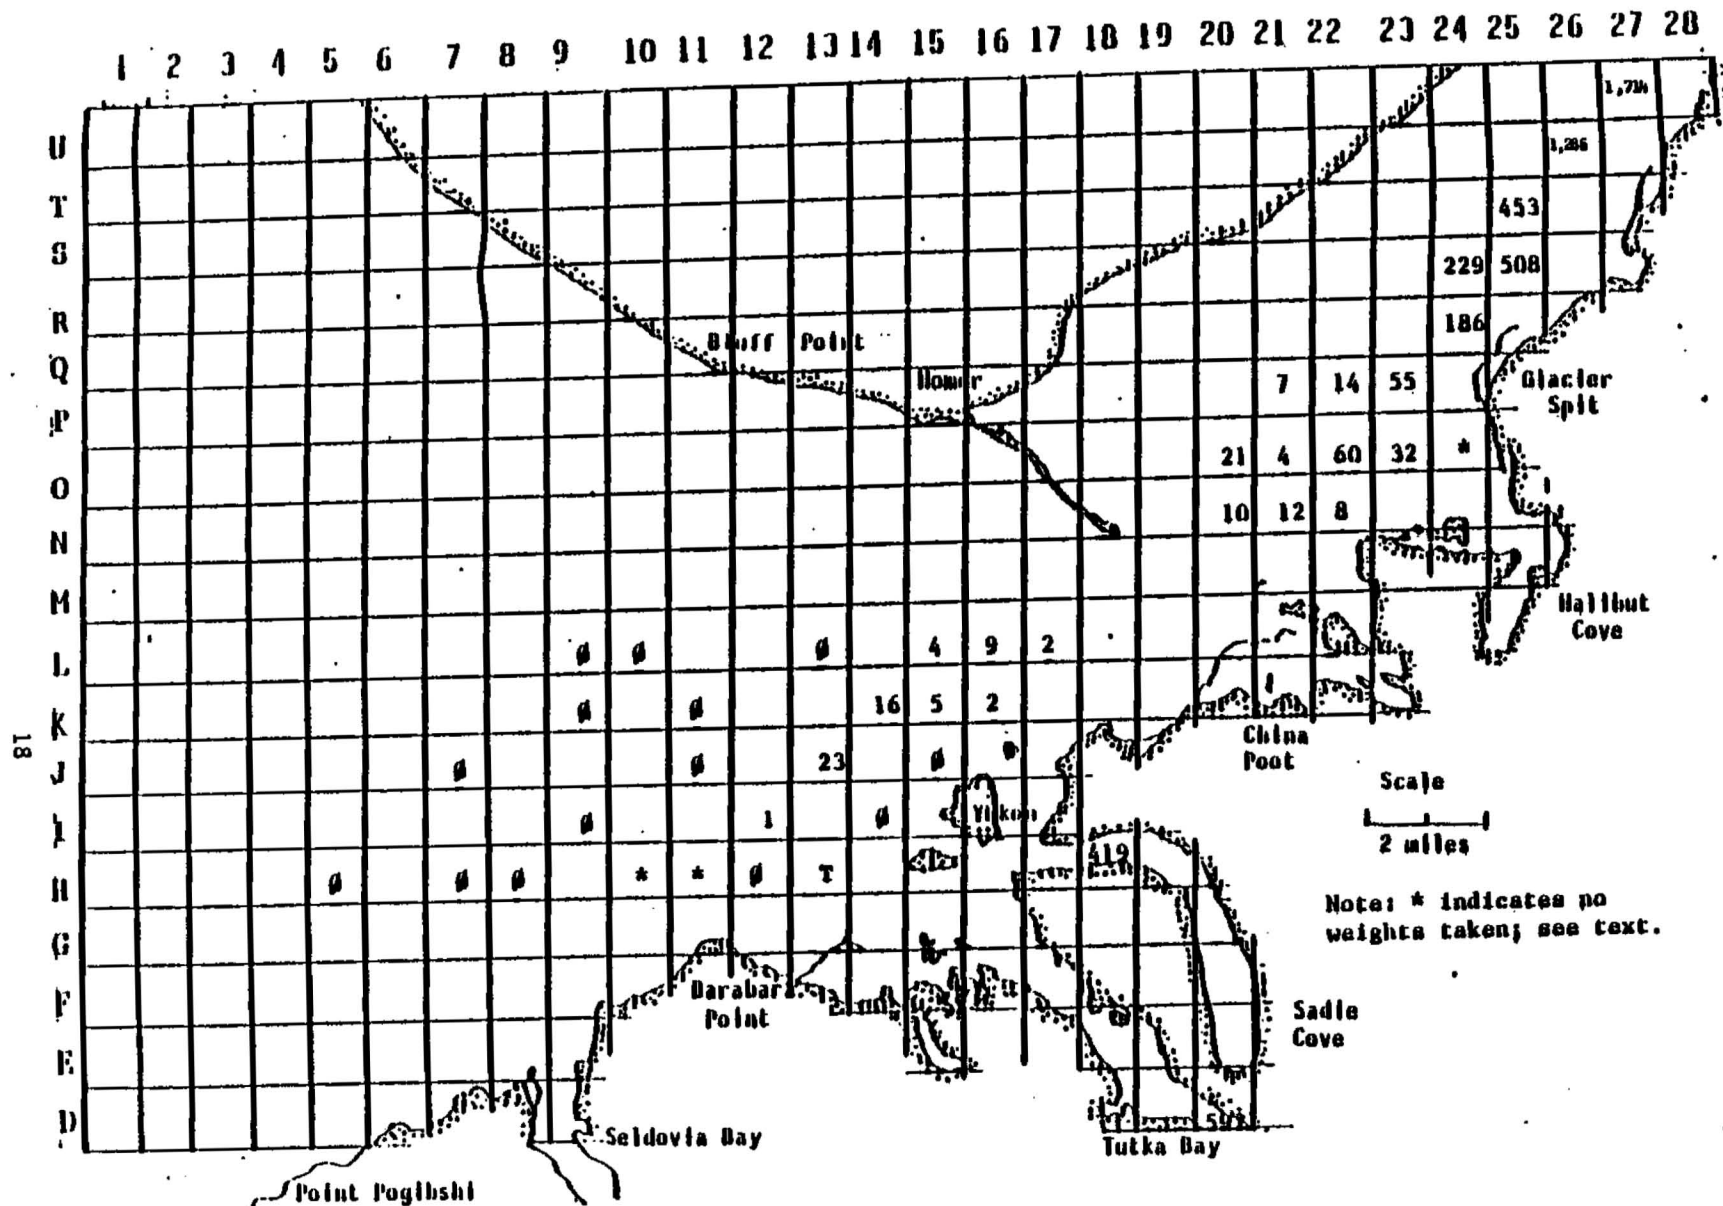 1 2 3 4 5 6 7 8 9 10 11 12 13 14 15 16 17 18 19 20 21 22 23 24 25 26 27 28
U
T
S
R
Q
P
O
N
M
L
K
J
I
H
G
F
E
D
453
229 508
186
Bluff Point
Homer
7 14 55
Glacier
Spit
21 4 60 32 *
10 12 8
Halibut
Cove
Ø Ø Ø 4 9 2
Ø Ø 16 5 2
China
Poot
Ø Ø 23 Ø
Scale
2 miles
Ø 1 Ø Yukon
419
Ø Ø Ø * * Ø T
Note: * indicates no
weights taken; see text.
Barabara
Point
Sadie
Cove
Seldovia Bay
Tutka Bay
Point Pogibshi
18